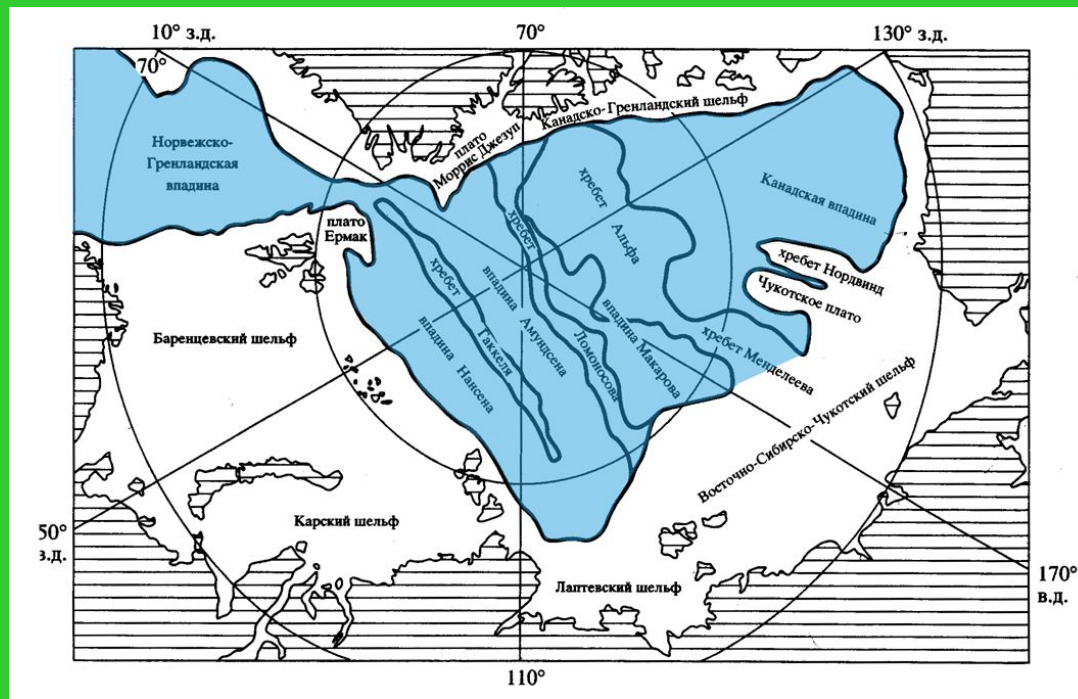 10° з.д.
70°
130° з.д.
70°
Канадско-Гренландский шельф
плато
Моррис Джезуп
Норвежско-
Гренландская
впадина
хребет
Альфа
Канадская впадина
плато
Ермак
хребет
Гаккеля
впадина
Амундсена
хребет
Ломоносова
впадина Макарова
хребет Нордвинд
Чукотское плато
хребет Менделеева
Баренцевский шельф
впадина Нансена
Восточно-Сибирско-Чукотский шельф
Карский шельф
50°
з.д.
Лаптевский шельф
170°
в.д.
110°